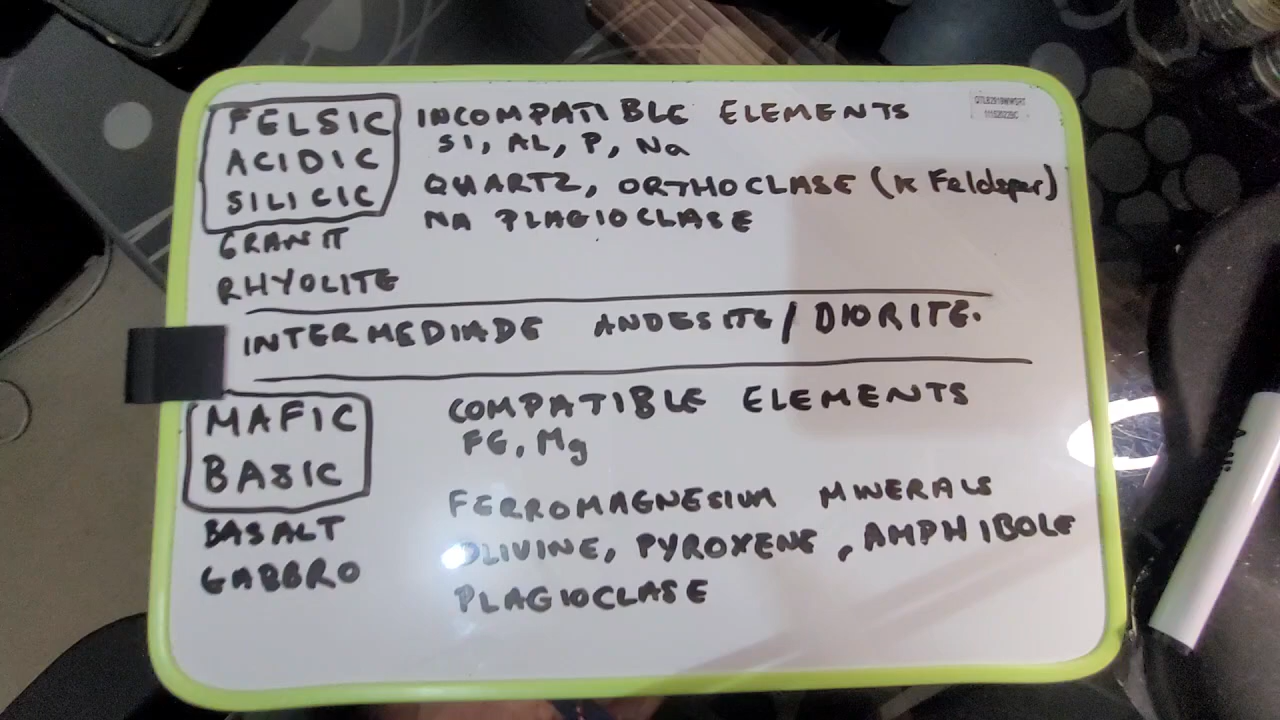 FELSIC
ACIDIC
SILICIC
GRANIT
RHYOLITE
INCOMPATIBLE ELEMENTS
SI, AL, P, Na
QUARTZ, ORTHOCLASE (K Feldspar)
NA PLAGIOCLASE
INTERMEDIADE ANDESITE/DIORITE.
MAFIC
BASIC
BASALT
GABBRO
COMPATIBLE ELEMENTS
FE, Mg
FERROMAGNESIUM MINERALS
OLIVINE, PYROXENE, AMPHIBOLE
PLAGIOCLASE